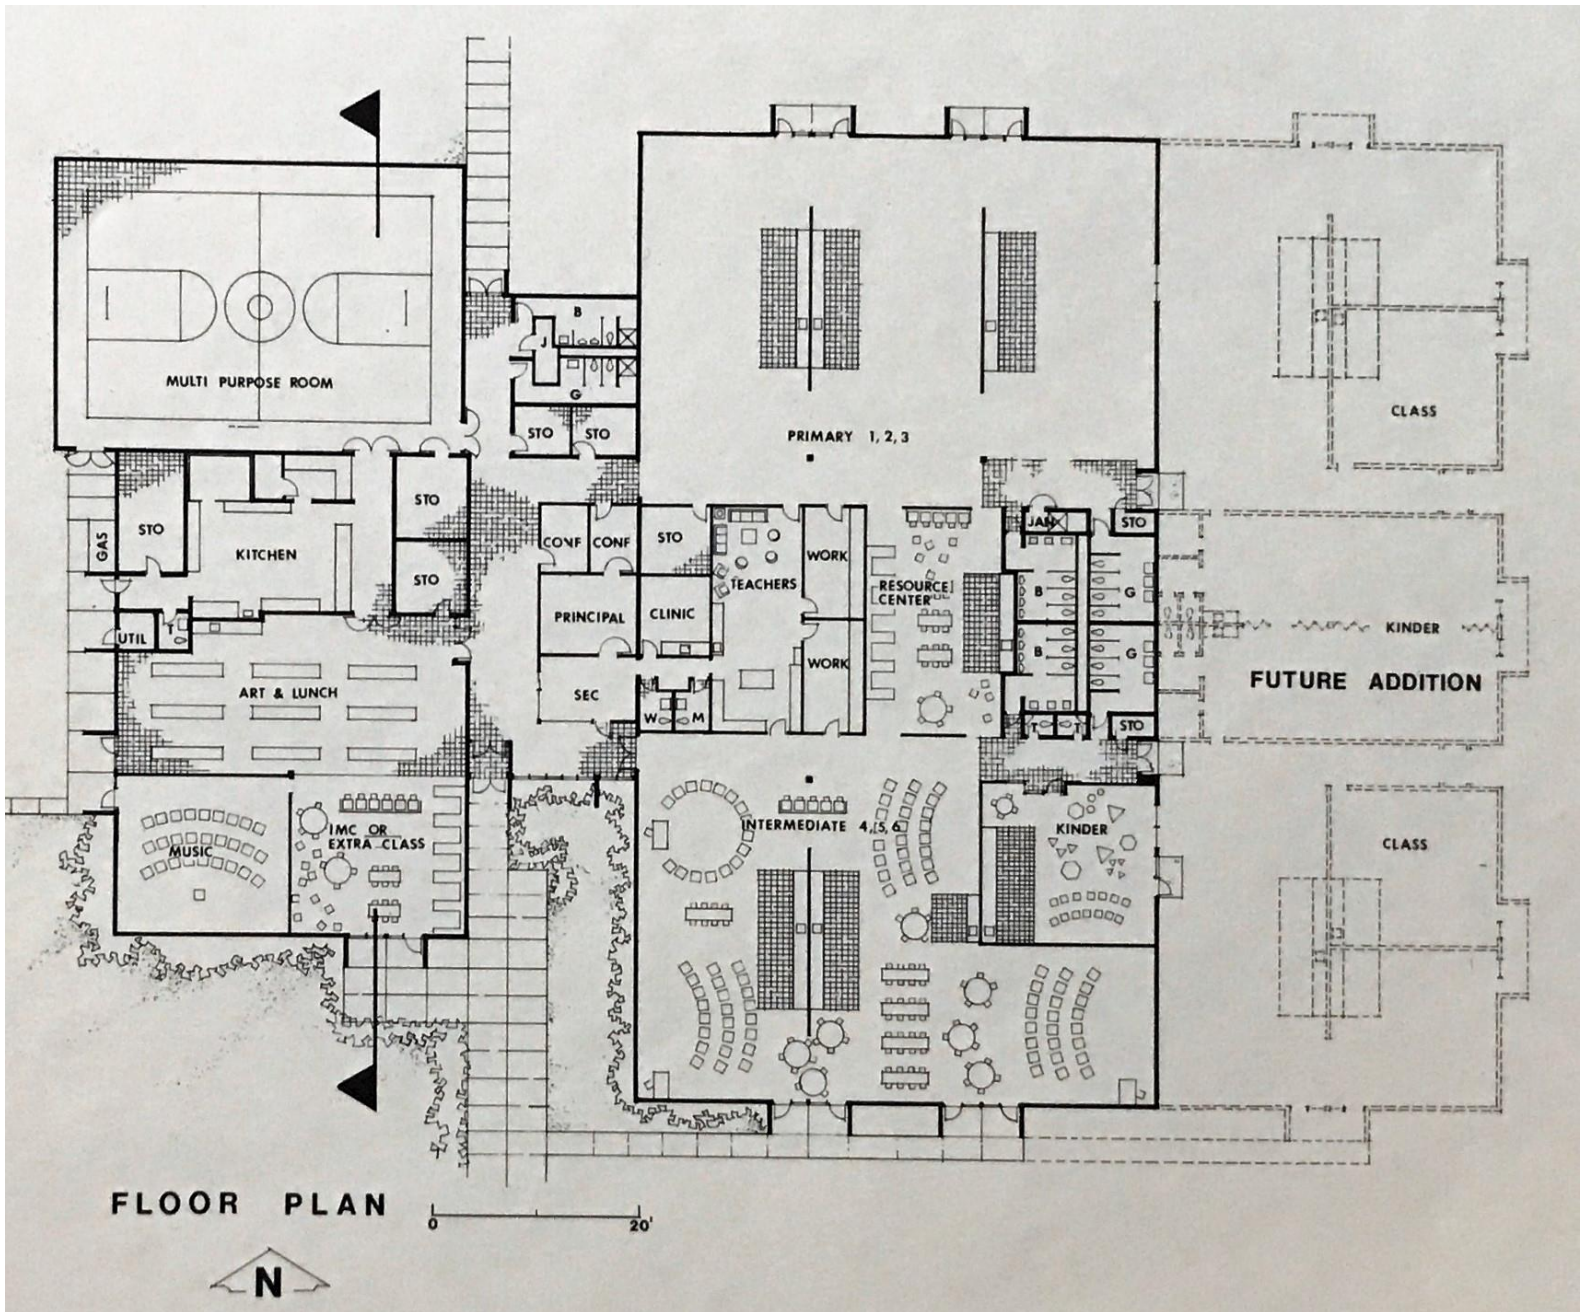 MULTI PURPOSE ROOM
B
J
G
STO
STO
PRIMARY 1, 2, 3
CLASS
STO
GAS
KITCHEN
STO
STO
CONF
CONF
STO
TEACHERS
WORK
RESOURCE
CENTER
JAN
STO
B
G
PRINCIPAL
CLINIC
UTIL
T
WORK
B
G
KINDER
FUTURE ADDITION
ART & LUNCH
SEC
W
M
T
T
STO
MUSIC
IMC OR
EXTRA CLASS
INTERMEDIATE 4, 5, 6
KINDER
CLASS
FLOOR PLAN
0
20'
N